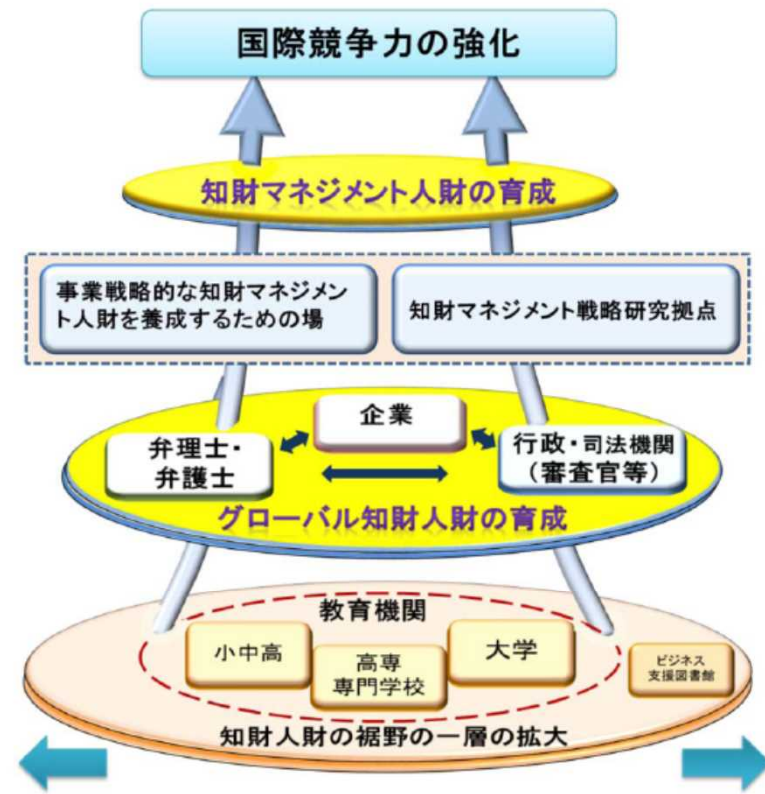 国際競争力の強化
知財マネジメント人財の育成
事業戦略的な知財マネジメン
ト人財を養成するための場
知財マネジメント戦略研究拠点
企業
弁理士・
弁護士
行政・司法機関
（審査官等）
グローバル知財人財の育成
教育機関
小中高
高専
専門学校
大学
ビジネス
支援図書館
知財人財の裾野の一層の拡大